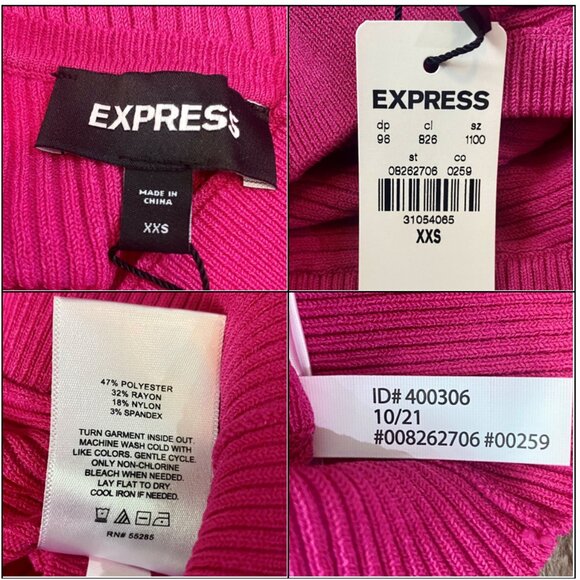 EXPRESS
MADE IN
CHINA
XXS
EXPRESS
dp cl sz
96 826 1100
st co
08262706 0259
31054065
XXS
47% POLYESTER
32% RAYON
18% NYLON
3% SPANDEX
TURN GARMENT INSIDE OUT.
MACHINE WASH COLD WITH
LIKE COLORS. GENTLE CYCLE.
ONLY NON-CHLORINE
BLEACH WHEN NEEDED.
LAY FLAT TO DRY.
COOL IRON IF NEEDED.
RN# 55285
ID# 400306
10/21
#008262706 #00259